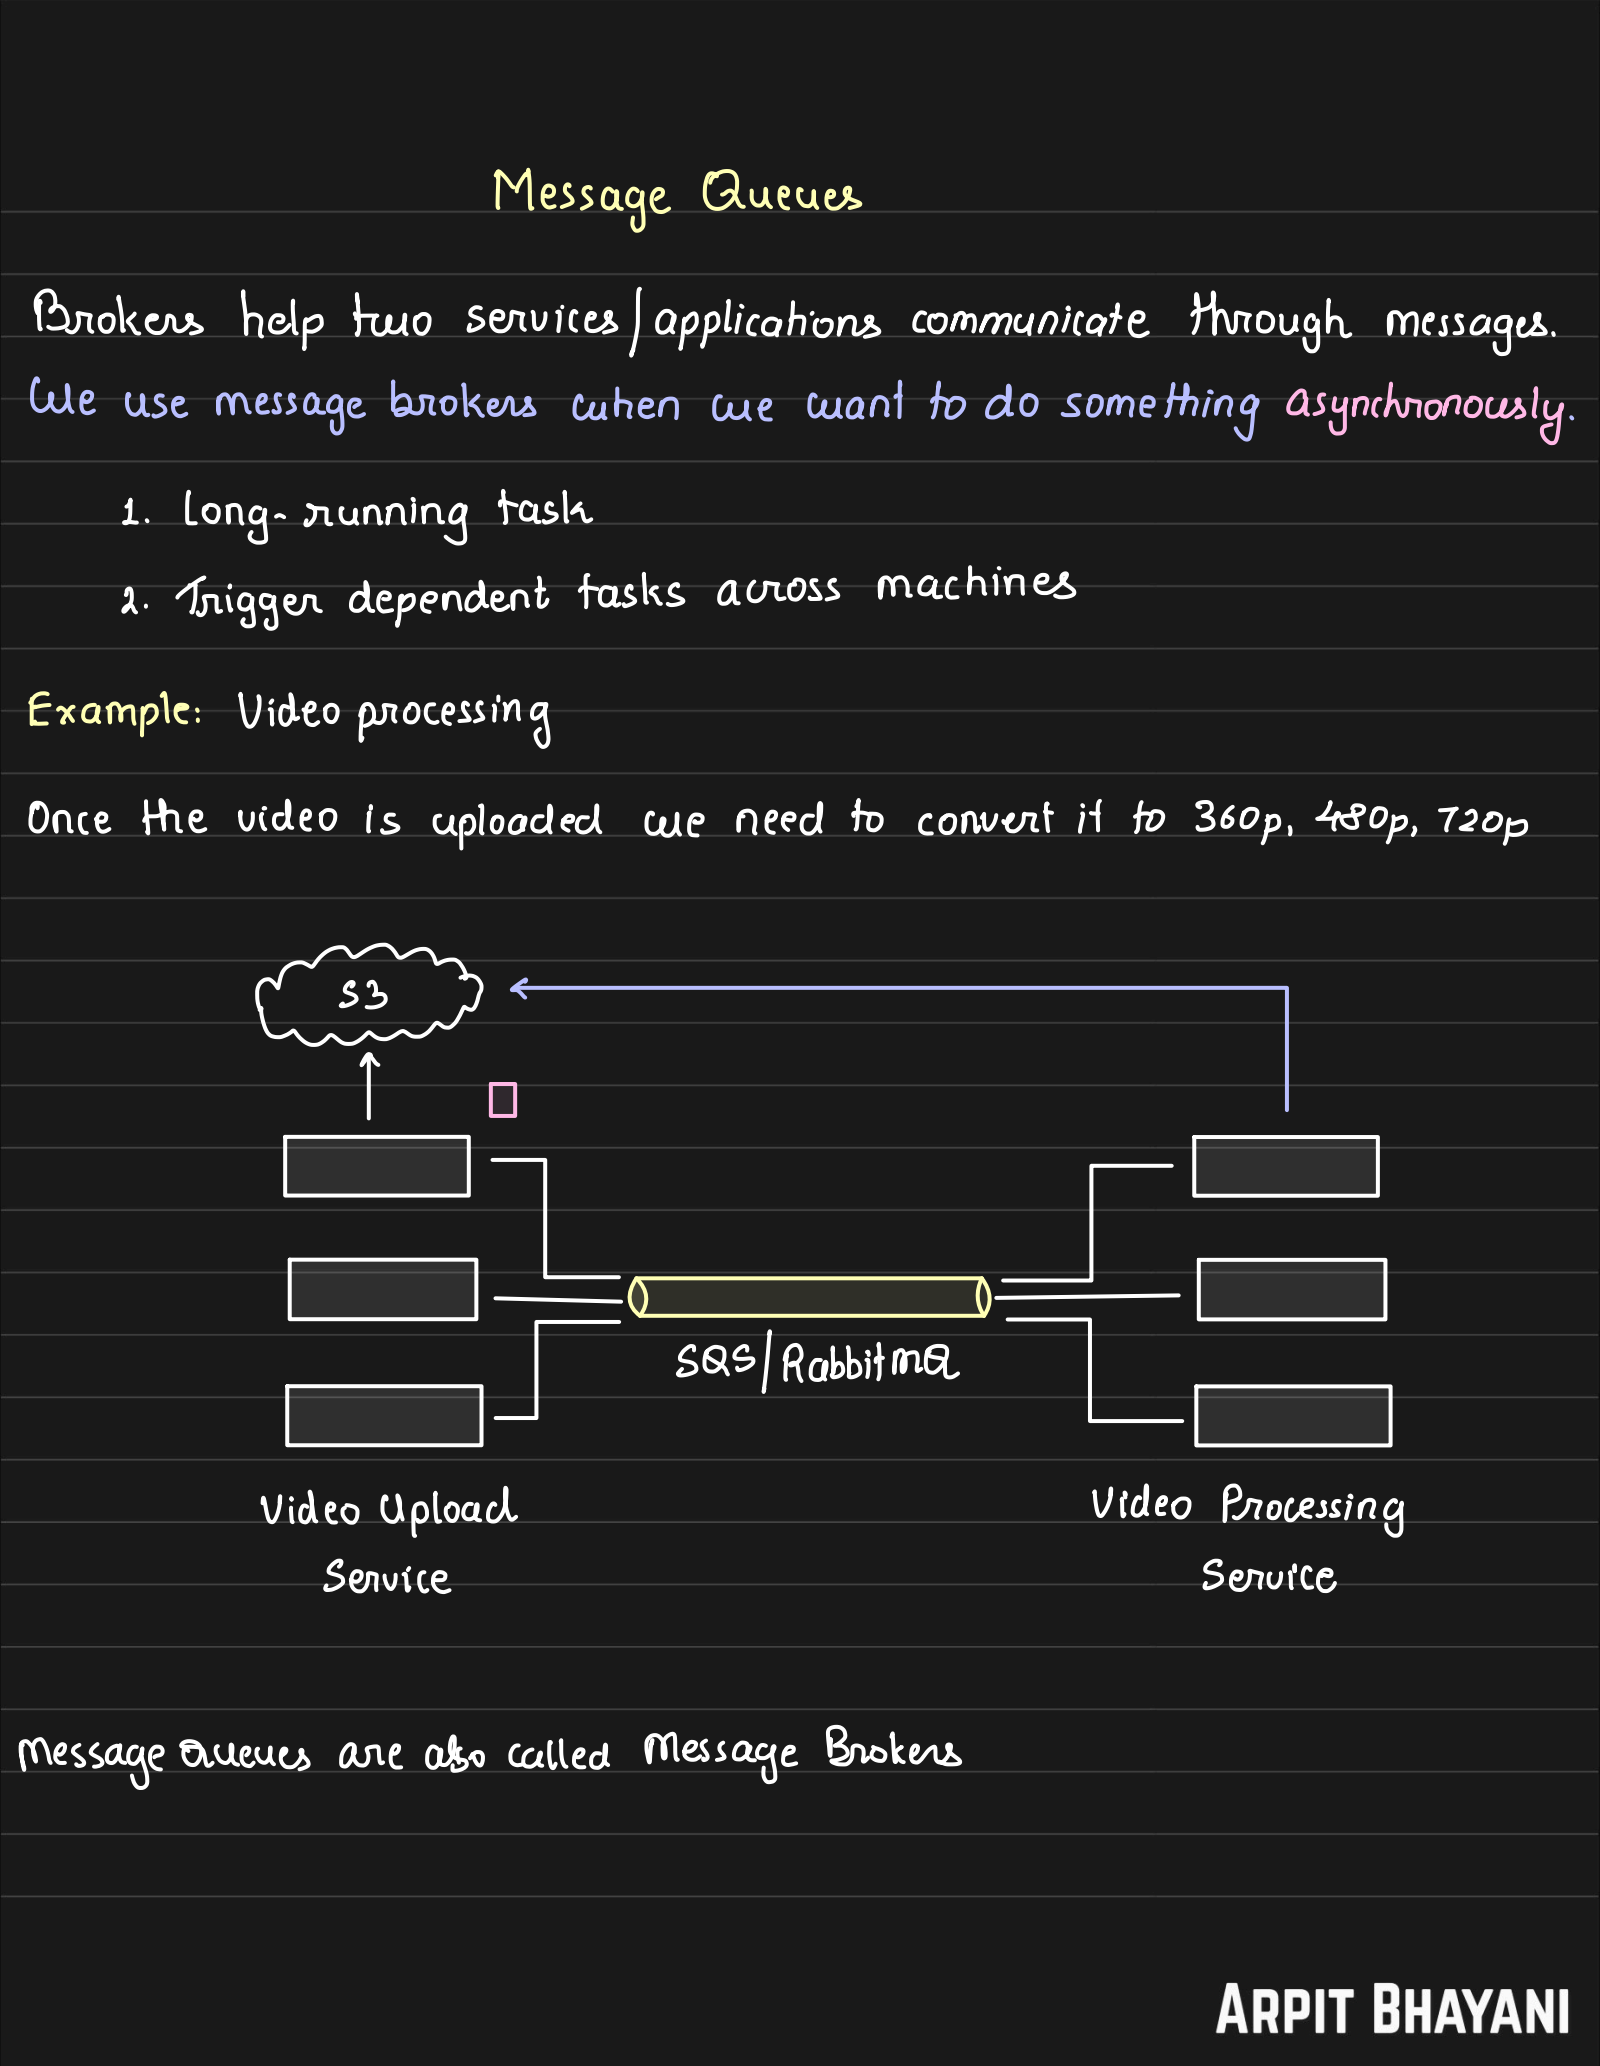 Message Queues
Brokers help two services/applications communicate through messages.
We use message brokers when we want to do something asynchronously.
1. Long-running task
2. Trigger dependent tasks across machines
Example: Video processing
Once the video is uploaded we need to convert it to 360p, 480p, 720p
S3
SQS/RabbitMQ
Video Upload
Service
Video Processing
Service
Message Queues are also called Message Brokers
ARPIT BHAYANI